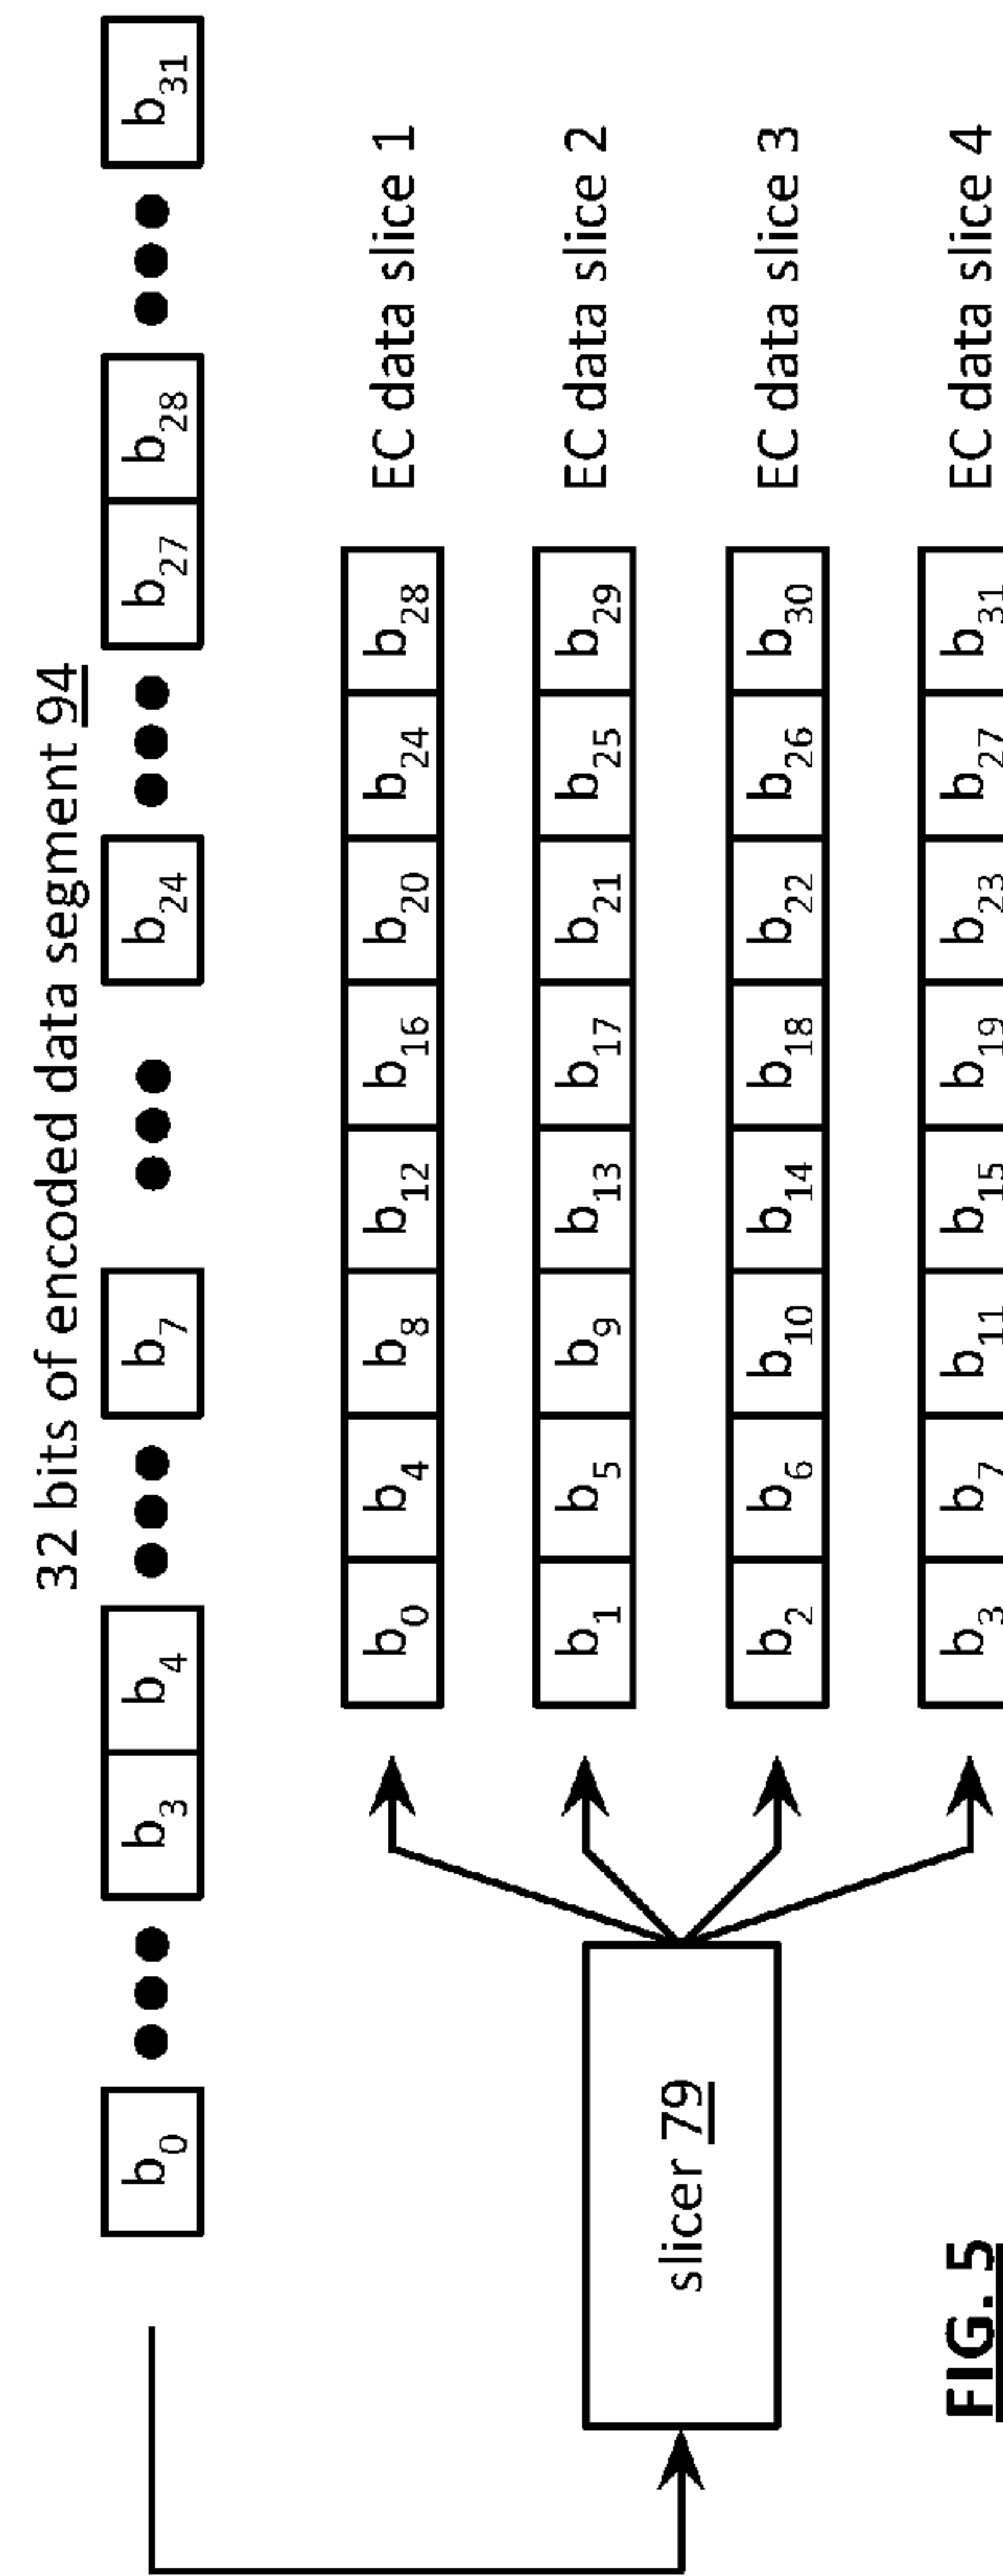 32 bits of encoded data segment 94
b0 ●●● b3 b4 ●●● b7 ●●● b24 ●●● b27 b28 ●●● b31
b0 b4 b8 b12 b16 b20 b24 b28 EC data slice 1
b1 b5 b9 b13 b17 b21 b25 b29 EC data slice 2
slicer 79
b2 b6 b10 b14 b18 b22 b26 b30 EC data slice 3
b3 b7 b11 b15 b19 b23 b27 b31 EC data slice 4
FIG. 5